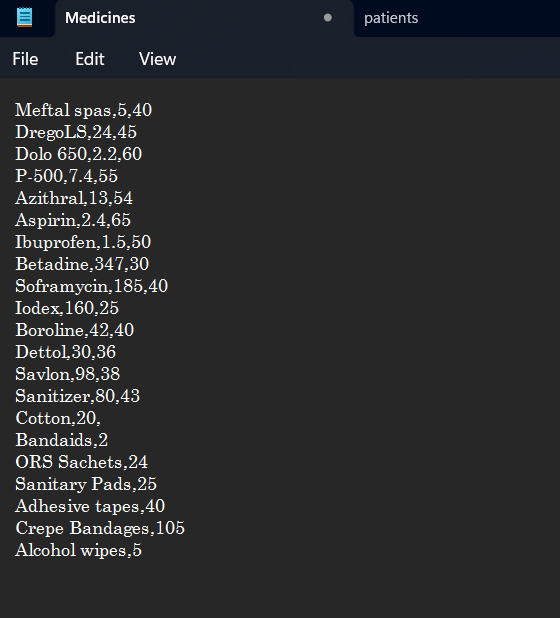 Medicines
patients
File Edit View
Meftal spas,5,40
DregoLS,24,45
Dolo 650,2.2,60
P-500,7.4,55
Azithral,13,54
Aspirin,2.4,65
Ibuprofen,1.5,50
Betadine,347,30
Soframycin,185,40
Iodex,160,25
Boroline,42,40
Dettol,30,36
Savlon,98,38
Sanitizer,80,43
Cotton,20,
Bandaids,2
ORS Sachets,24
Sanitary Pads,25
Adhesive tapes,40
Crepe Bandages,105
Alcohol wipes,5